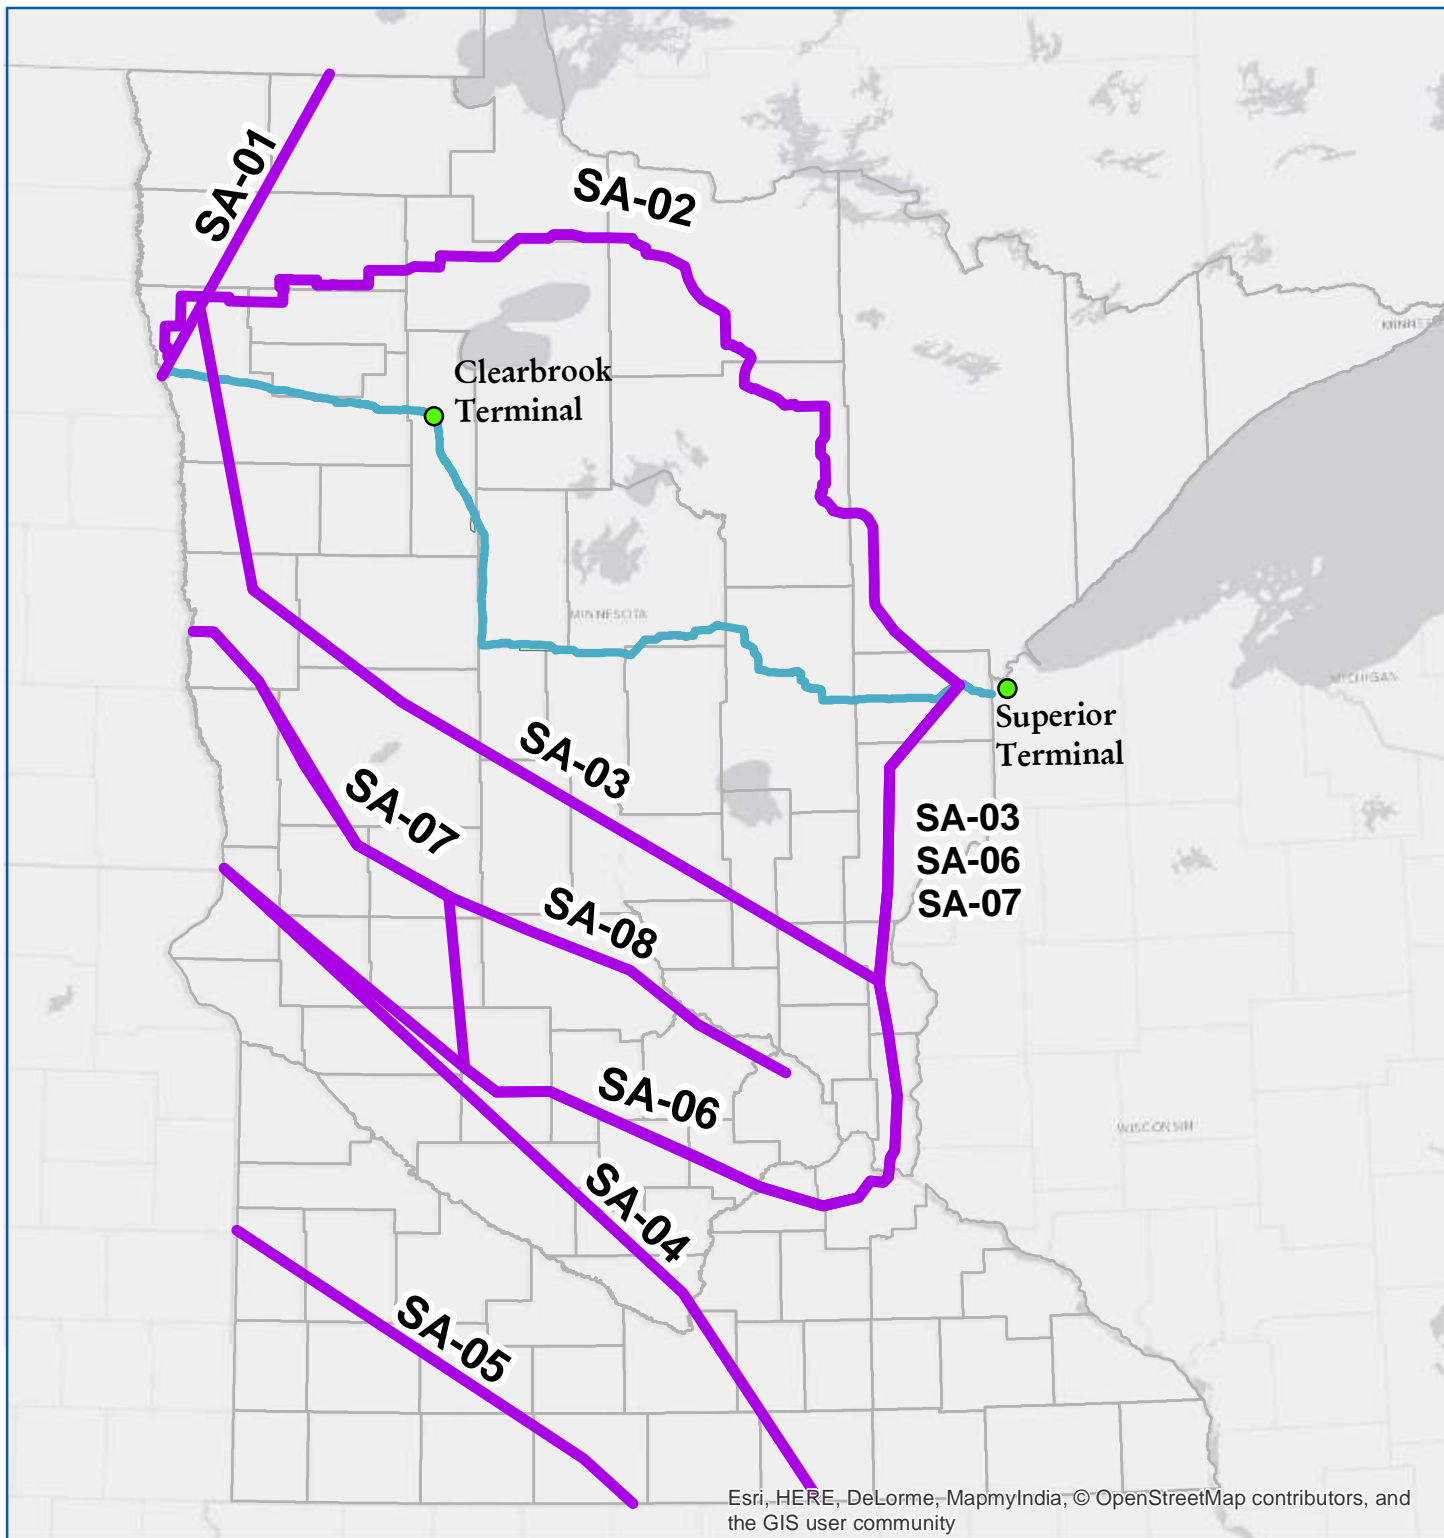 SA-01
SA-02
MINNE
Clearbrook
Terminal
MINNESOTA
MICHIGAN
Superior
Terminal
SA-03
SA-07
SA-03
SA-06
SA-07
SA-08
SA-06
WISCONSIN
SA-04
SA-05
Esri, HERE, DeLorme, MapmyIndia, © OpenStreetMap contributors, and
the GIS user community